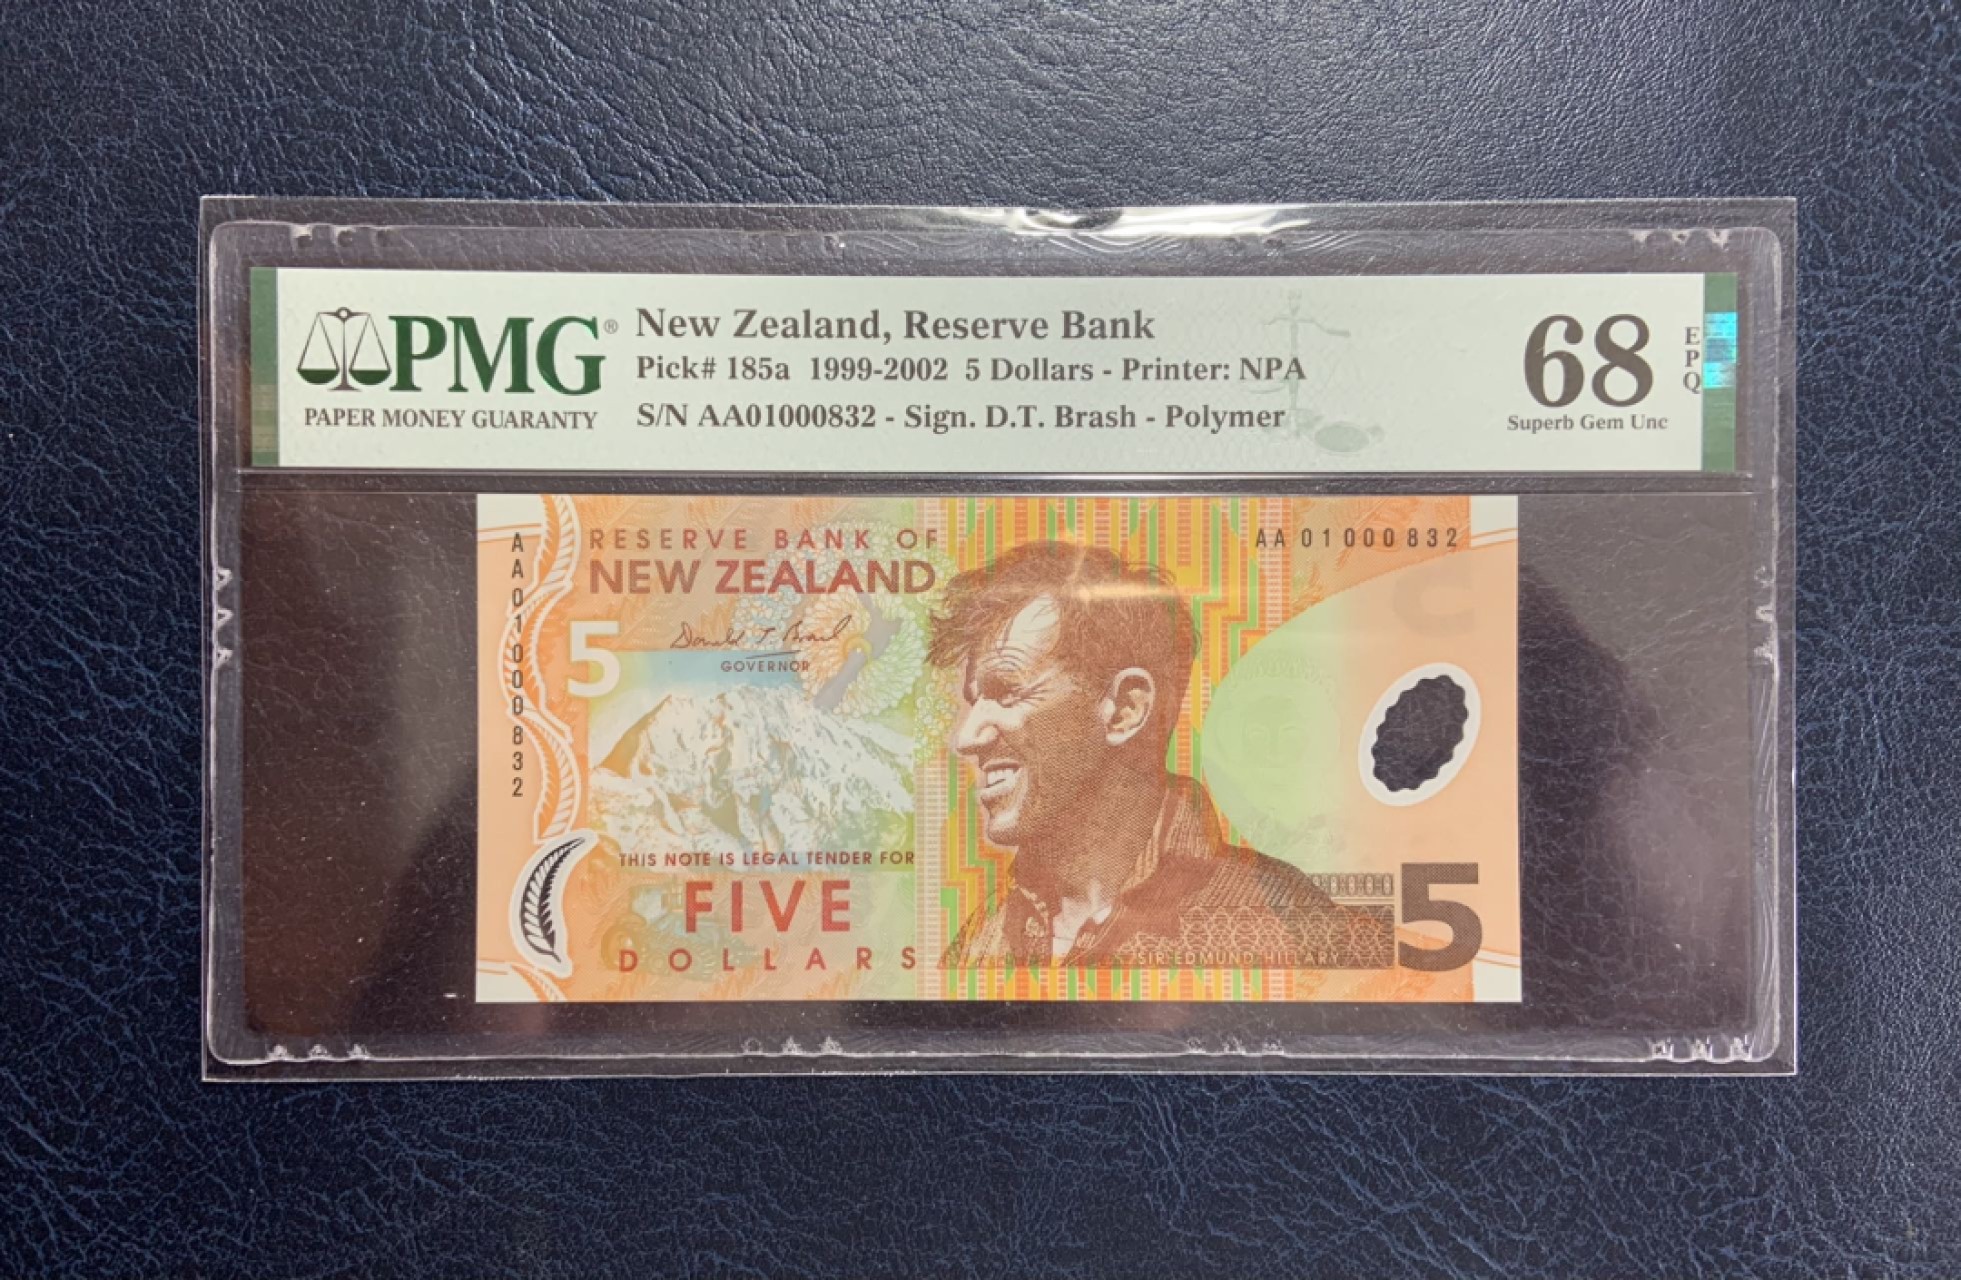 PMG®
PAPER MONEY GUARANTY
New Zealand, Reserve Bank
Pick# 185a 1999-2002 5 Dollars - Printer: NPA
S/N AA01000832 - Sign. D.T. Brash - Polymer
68
EPQ
Superb Gem Unc
RESERVE BANK OF
NEW ZEALAND
AA 01000832
AA01000832
5
Donald T Brash
GOVERNOR
THIS NOTE IS LEGAL TENDER FOR
FIVE
DOLLARS
SIR EDMUND HILLARY
5